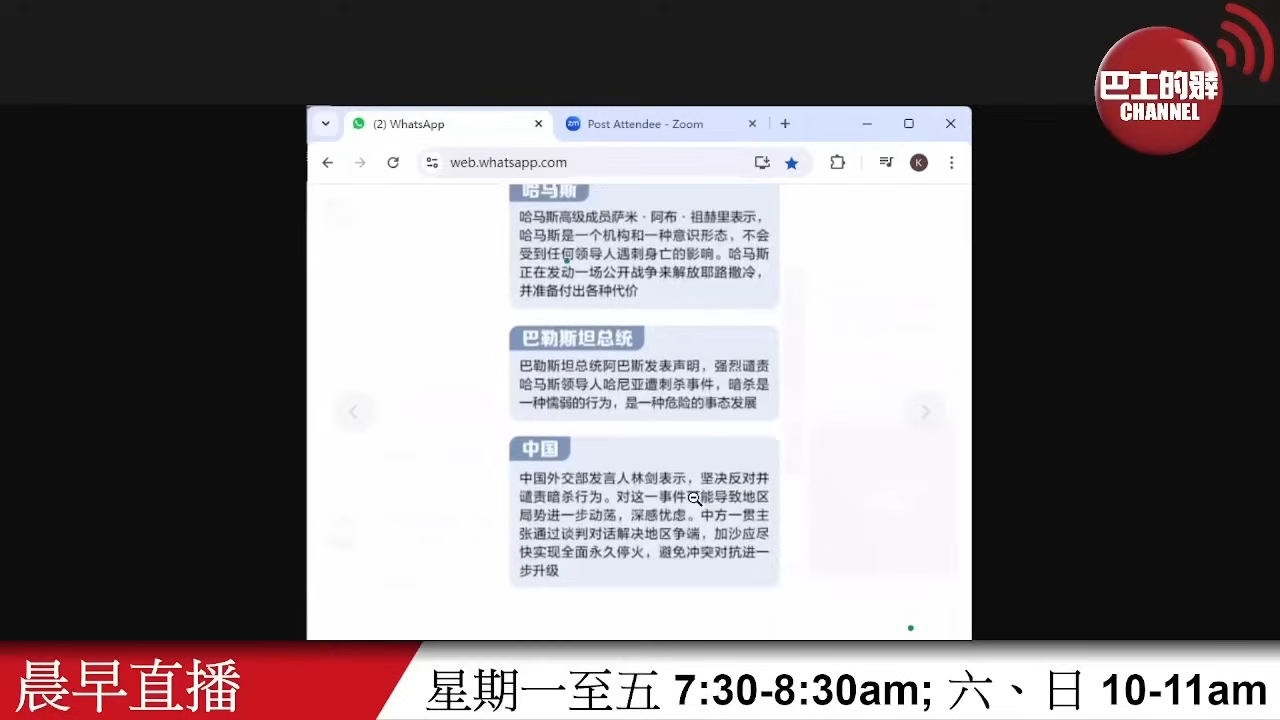 巴士的報
CHANNEL
(2) WhatsApp
Post Attendee - Zoom
web.whatsapp.com
K
哈马斯
哈马斯高级成员萨米·阿布·祖赫里表示，
哈马斯是一个机构和一种意识形态，不会
受到任何领导人遇刺身亡的影响。哈马斯
正在发动一场公开战争来解放耶路撒冷，
并准备付出各种代价
巴勒斯坦总统
巴勒斯坦总统阿巴斯发表声明，强烈谴责
哈马斯领导人哈尼亚遭刺杀事件，暗杀是
一种懦弱的行为，是一种危险的事态发展
中国
中国外交部发言人林剑表示，坚决反对并
谴责暗杀行为。对这一事件可能导致地区
局势进一步动荡，深感忧虑。中方一贯主
张通过谈判对话解决地区争端，加沙应尽
快实现全面永久停火，避免冲突对抗进一
步升级
晨早直播
星期一至五 7:30-8:30am; 六、日 10-11am